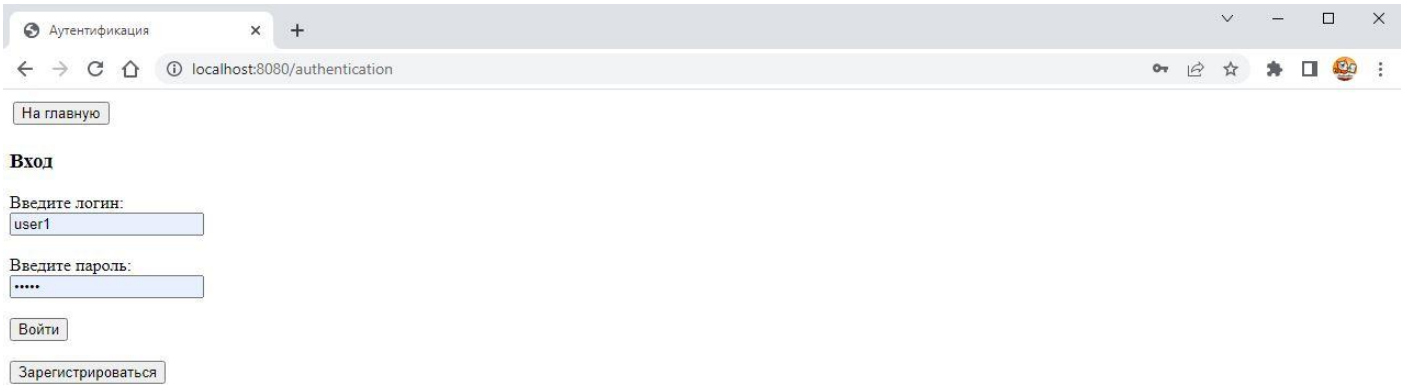 Аутентификация
localhost:8080/authentication
На главную
Вход
Введите логин:
user1
Введите пароль:
•••••
Войти
Зарегистрироваться